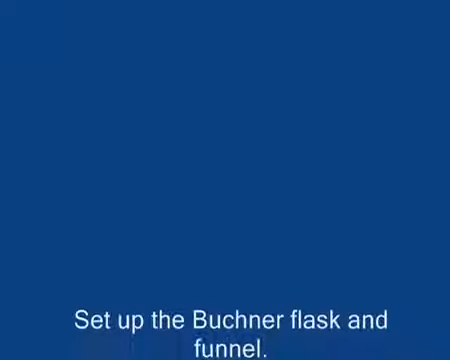 Set up the Buchner flask and
funnel.